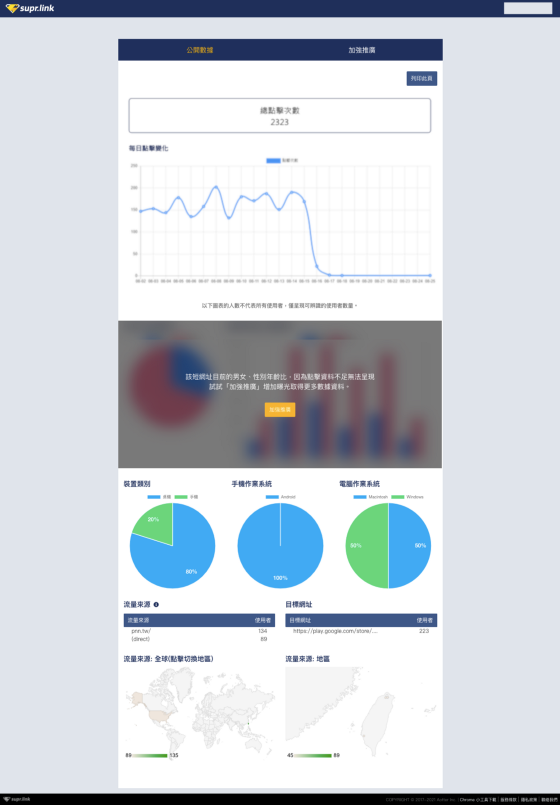 supr.link
公開數據
加強推廣
列印此頁
總點擊次數
2323
每日點擊變化
點擊次數
250
200
150
100
50
0
以下圖表的人數不代表所有使用者，僅呈現可辨識的使用者數量。
該短網址目前的男女、性別年齡比，因為點擊資料不足無法呈現
試試「加強推廣」增加曝光取得更多數據資料。
加強推廣
裝置類別
手機作業系統
電腦作業系統
手機
Android
Macintosh
Windows
20%
80%
100%
50%
50%
流量來源
目標網址
流量來源
使用者
目標網址
使用者
pnn.tw/
134
https://play.google.com/store/...
223
(direct)
89
流量來源: 全球(點擊切換地區)
流量來源: 地區
89
135
45
89
supr.link
Chrome 小工具下載
服務條款
隱私政策
聯絡我們